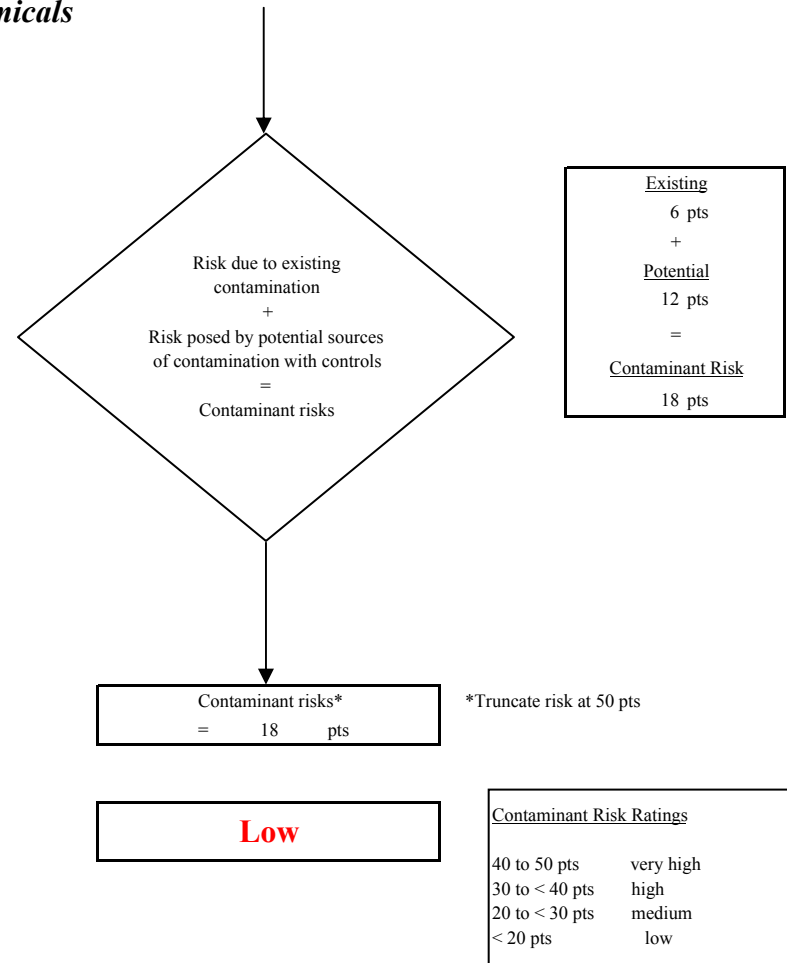 Risk due to existing
contamination
+
Risk posed by potential sources
of contamination with controls
=
Contaminant risks
Existing
6 pts
+
Potential
12 pts
=
Contaminant Risk
18 pts
Contaminant risks*
= 18 pts
*Truncate risk at 50 pts
Low
Contaminant Risk Ratings
40 to 50 pts very high
30 to < 40 pts high
20 to < 30 pts medium
< 20 pts low